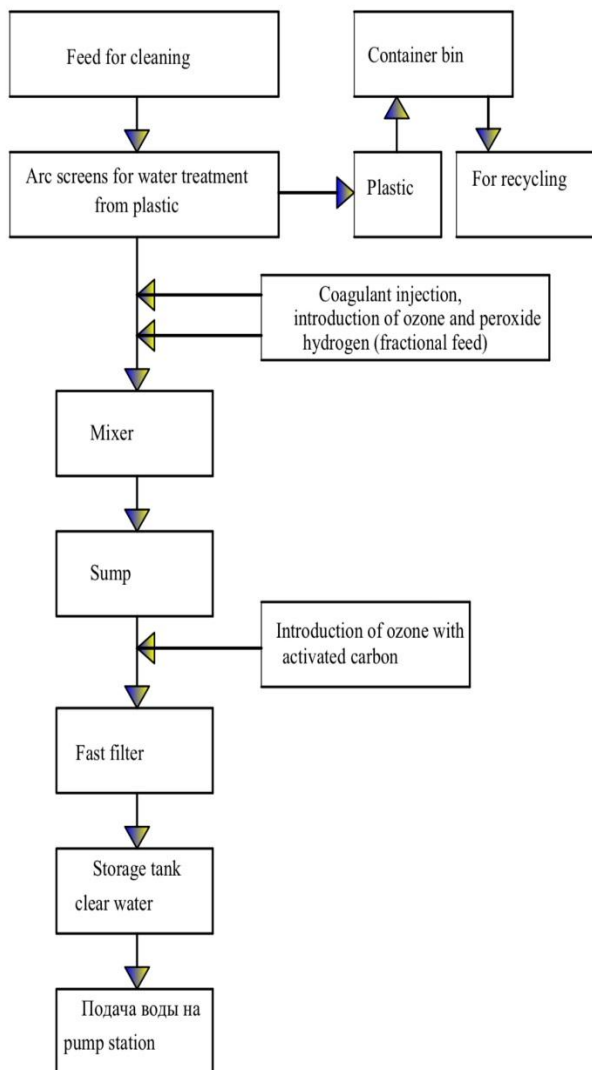 Feed for cleaning
Container bin
Arc screens for water treatment
from plastic
Plastic
For recycling
Coagulant injection,
introduction of ozone and peroxide
hydrogen (fractional feed)
Mixer
Sump
Introduction of ozone with
activated carbon
Fast filter
Storage tank
clear water
Подача воды на
pump station